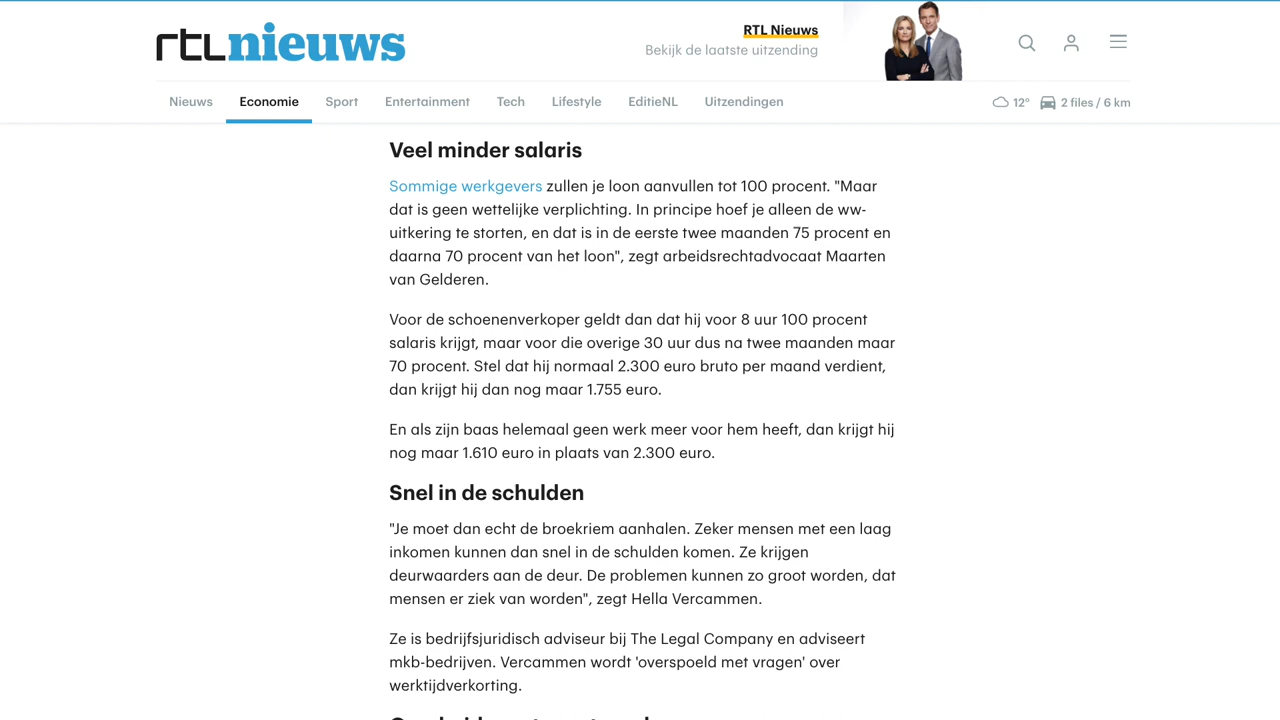 rtlnieuws
RTL Nieuws
Bekijk de laatste uitzending
Nieuws Economie Sport Entertainment Tech Lifestyle EditieNL Uitzendingen 12° 2 files / 6 km
Veel minder salaris
Sommige werkgevers zullen je loon aanvullen tot 100 procent. "Maar
dat is geen wettelijke verplichting. In principe hoef je alleen de ww-
uitkering te storten, en dat is in de eerste twee maanden 75 procent en
daarna 70 procent van het loon", zegt arbeidsrechtadvocaat Maarten
van Gelderen.
Voor de schoenenverkoper geldt dan dat hij voor 8 uur 100 procent
salaris krijgt, maar voor die overige 30 uur dus na twee maanden maar
70 procent. Stel dat hij normaal 2.300 euro bruto per maand verdient,
dan krijgt hij dan nog maar 1.755 euro.
En als zijn baas helemaal geen werk meer voor hem heeft, dan krijgt hij
nog maar 1.610 euro in plaats van 2.300 euro.
Snel in de schulden
"Je moet dan echt de broekriem aanhalen. Zeker mensen met een laag
inkomen kunnen dan snel in de schulden komen. Ze krijgen
deurwaarders aan de deur. De problemen kunnen zo groot worden, dat
mensen er ziek van worden", zegt Hella Vercammen.
Ze is bedrijfsjuridisch adviseur bij The Legal Company en adviseert
mkb-bedrijven. Vercammen wordt 'overspoeld met vragen' over
werktijdverkorting.